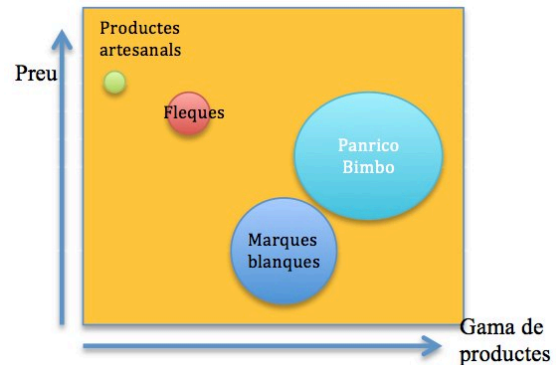 Productes
artesanals
Preu
Fleques
Panrico
Bimbo
Marques
blanques
Gama de
productes